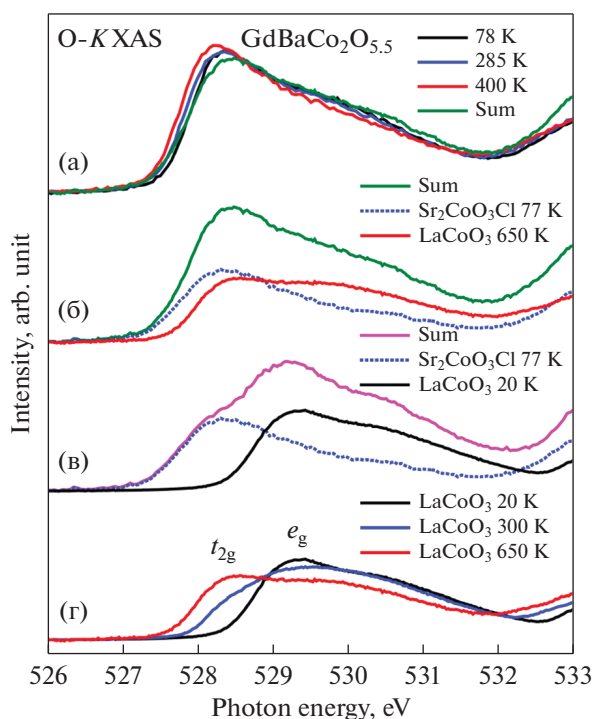 O-K XAS GdBaCo₂O₅.₅
78 K
285 K
400 K
Sum
(а)
Sum
Sr₂CoO₃Cl 77 K
LaCoO₃ 650 K
(б)
Sum
Sr₂CoO₃Cl 77 K
LaCoO₃ 20 K
(в)
LaCoO₃ 20 K
LaCoO₃ 300 K
LaCoO₃ 650 K
t₂g
eg
(г)
Intensity, arb. unit
526 527 528 529 530 531 532 533
Photon energy, eV